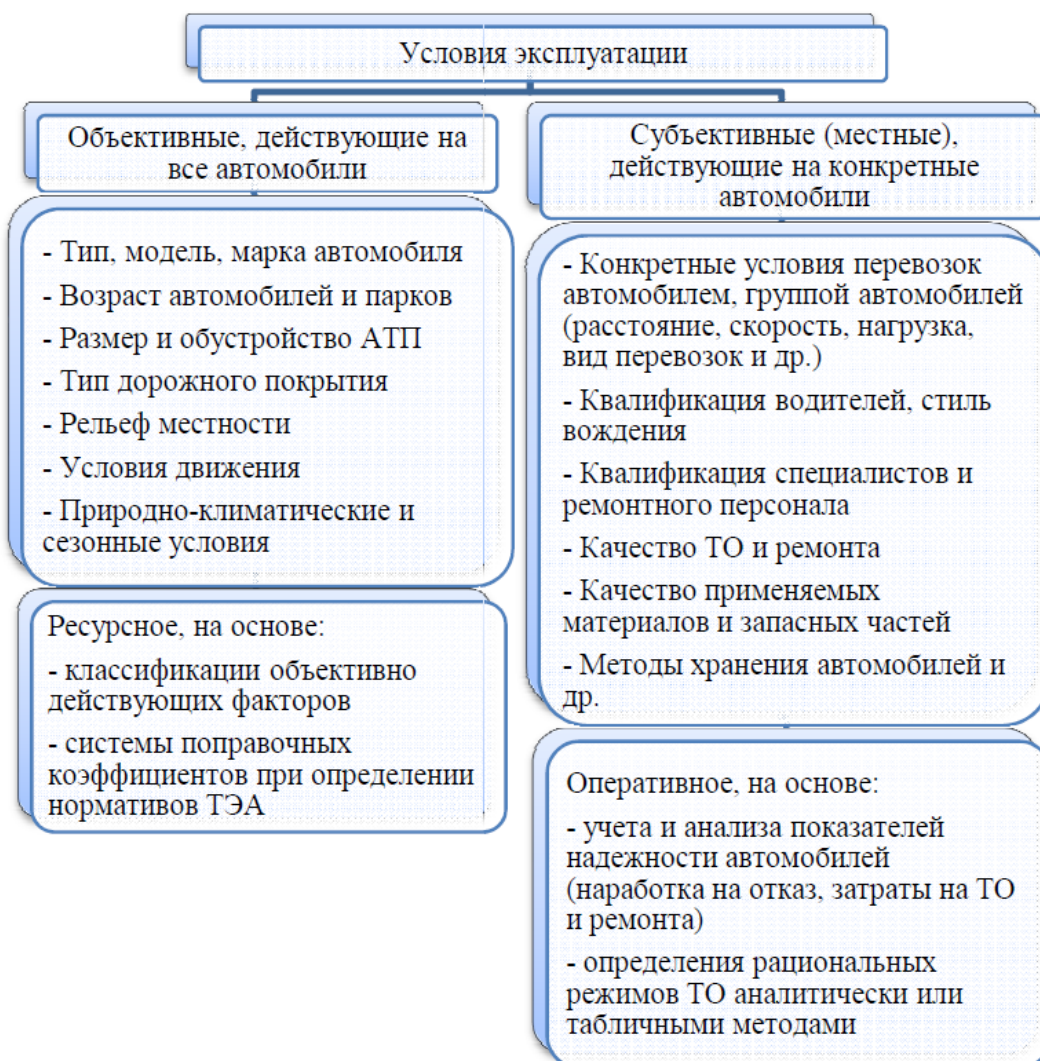 Условия эксплуатации
Объективные, действующие на
все автомобили
- Тип, модель, марка автомобиля
- Возраст автомобилей и парков
- Размер и обустройство АТП
- Тип дорожного покрытия
- Рельеф местности
- Условия движения
- Природно-климатические и
сезонные условия
Ресурсное, на основе:
- классификации объективно
действующих факторов
- системы поправочных
коэффициентов при определении
нормативов ТЭА
Субъективные (местные),
действующие на конкретные
автомобили
- Конкретные условия перевозок
автомобилем, группой автомобилей
(расстояние, скорость, нагрузка,
вид перевозок и др.)
- Квалификация водителей, стиль
вождения
- Квалификация специалистов и
ремонтного персонала
- Качество ТО и ремонта
- Качество применяемых
материалов и запасных частей
- Методы хранения автомобилей и
др.
Оперативное, на основе:
- учета и анализа показателей
надежности автомобилей
(наработка на отказ, затраты на ТО
и ремонта)
- определения рациональных
режимов ТО аналитически или
табличными методами